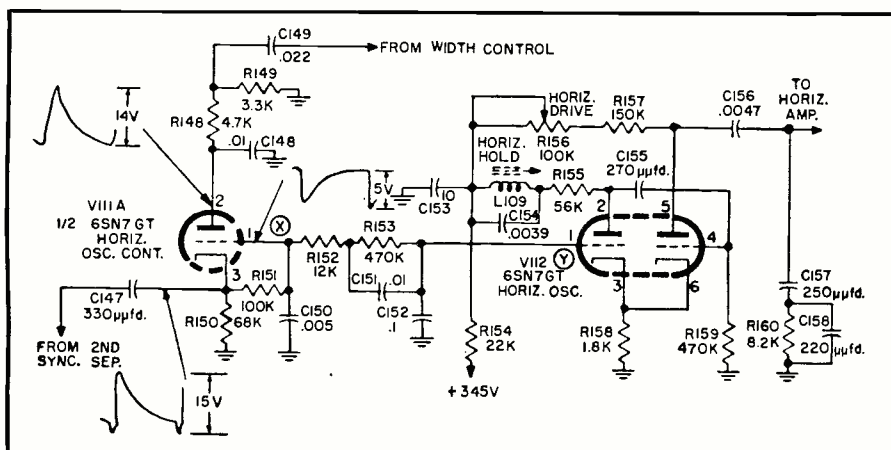 C149
.022
FROM WIDTH CONTROL
R149
3.3K
14V
R148
4.7K
.01
C148
2
V111A
1/2 6SN7GT
HORIZ.
OSC. CONT.
1
X
5V
3
R151
100K
C147
330µµfd.
R150
68K
FROM 2ND
SYNC. SEP.
15V
R152
12K
R153
470K
C151
.01
C150
.005
C152
.1
10
C153
HORIZ.
DRIVE
R156
100K
R157
150K
HORIZ.
HOLD
L109
C154
.0039
R155
56K
C155
270µµfd.
C156
.0047
TO
HORIZ.
AMP.
2
5
1
4
Y
V112
6SN7GT
HORIZ. OSC.
3
6
R154
22K
+345V
R158
1.8K
R159
470K
C157
250µµfd.
R160
8.2K
C158
220
µµfd.